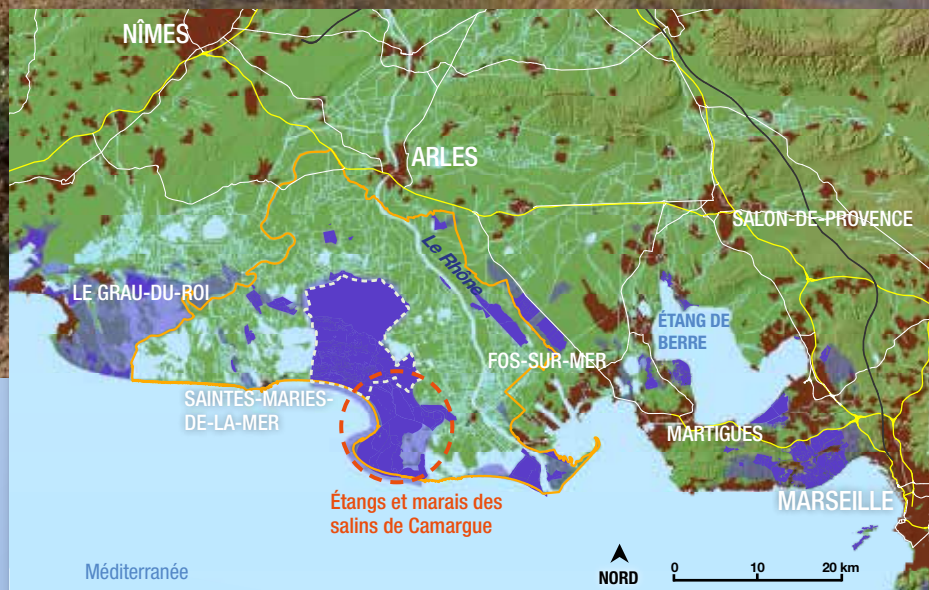 NÎMES
ARLES
SALON-DE-PROVENCE
Le Rhône
LE GRAU-DU-ROI
ÉTANG DE
BERRE
FOS-SUR-MER
SAINTES-MARIES-
DE-LA-MER
MARTIGUES
MARSEILLE
Étangs et marais des
salins de Camargue
Méditerranée
NORD
0 10 20 km